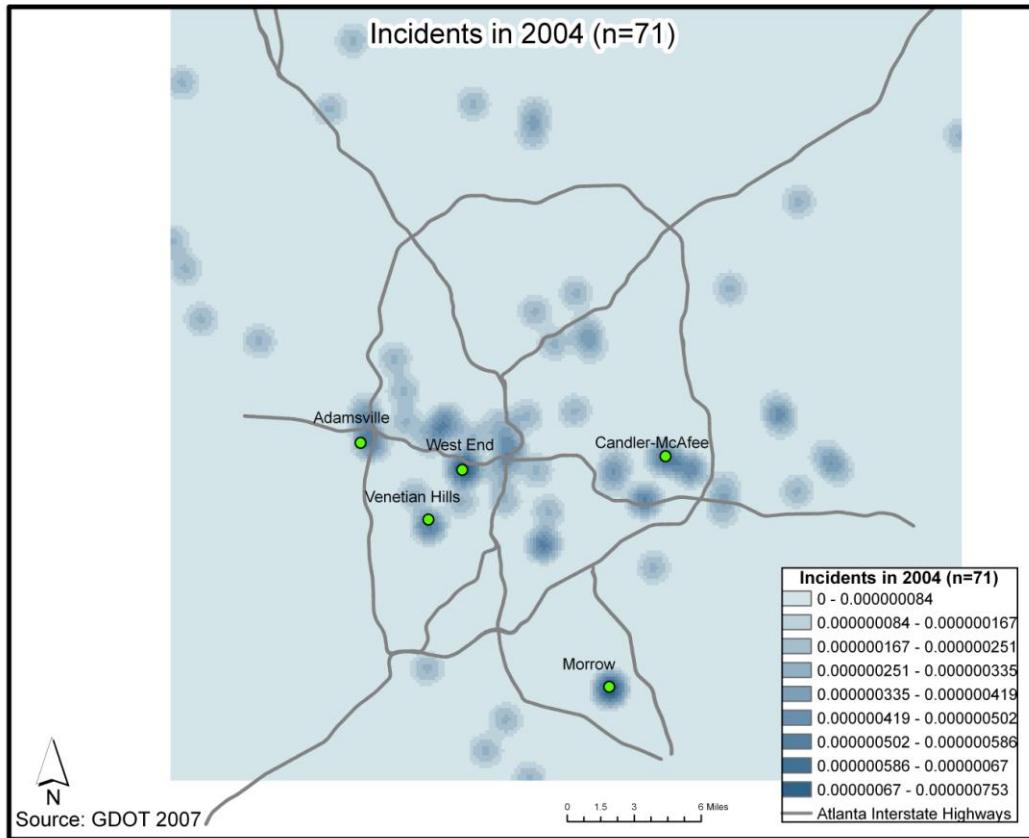 Incidents in 2004 (n=71)
Adamsville
West End
Candler-McAfee
Venetian Hills
Morrow
Incidents in 2004 (n=71)
0 - 0.000000084
0.000000084 - 0.000000167
0.000000167 - 0.000000251
0.000000251 - 0.000000335
0.000000335 - 0.000000419
0.000000419 - 0.000000502
0.000000502 - 0.000000586
0.000000586 - 0.00000067
0.00000067 - 0.000000753
Atlanta Interstate Highways
N
Source: GDOT 2007
0 1.5 3 6 Miles